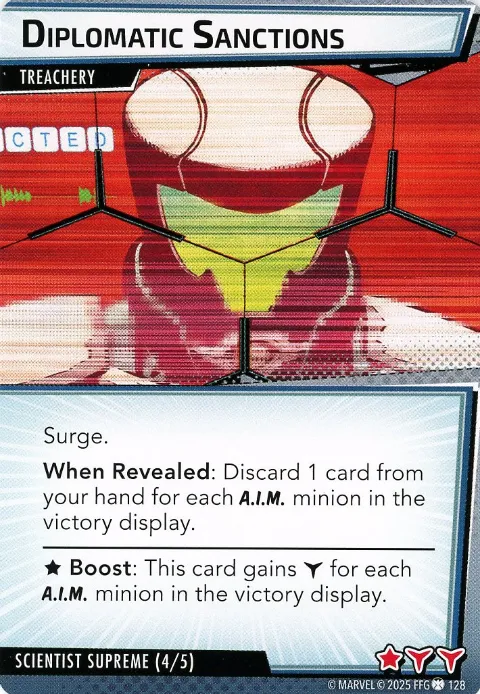 DIPLOMATIC SANCTIONS
TREACHERY
CTED
Surge.
When Revealed: Discard 1 card from
your hand for each A.I.M. minion in the
victory display.
★ Boost: This card gains for each
A.I.M. minion in the victory display.
SCIENTIST SUPREME (4/5)
© MARVEL © 2025 FFG 128